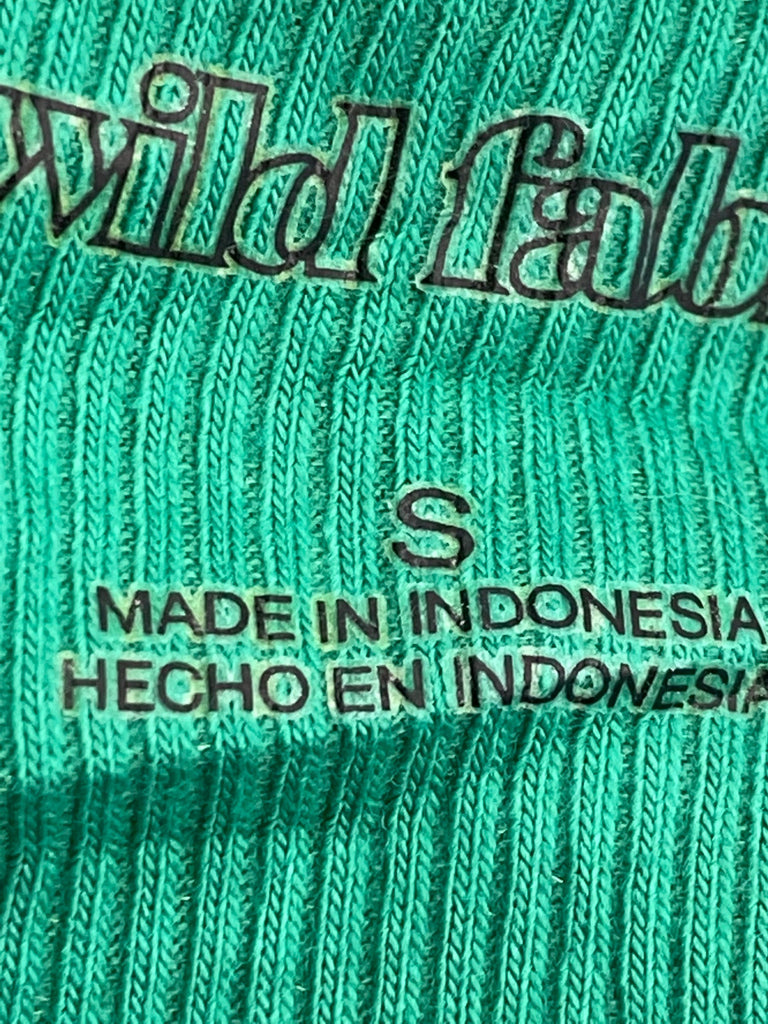 wild fab
S
MADE IN INDONESIA
HECHO EN INDONESIA